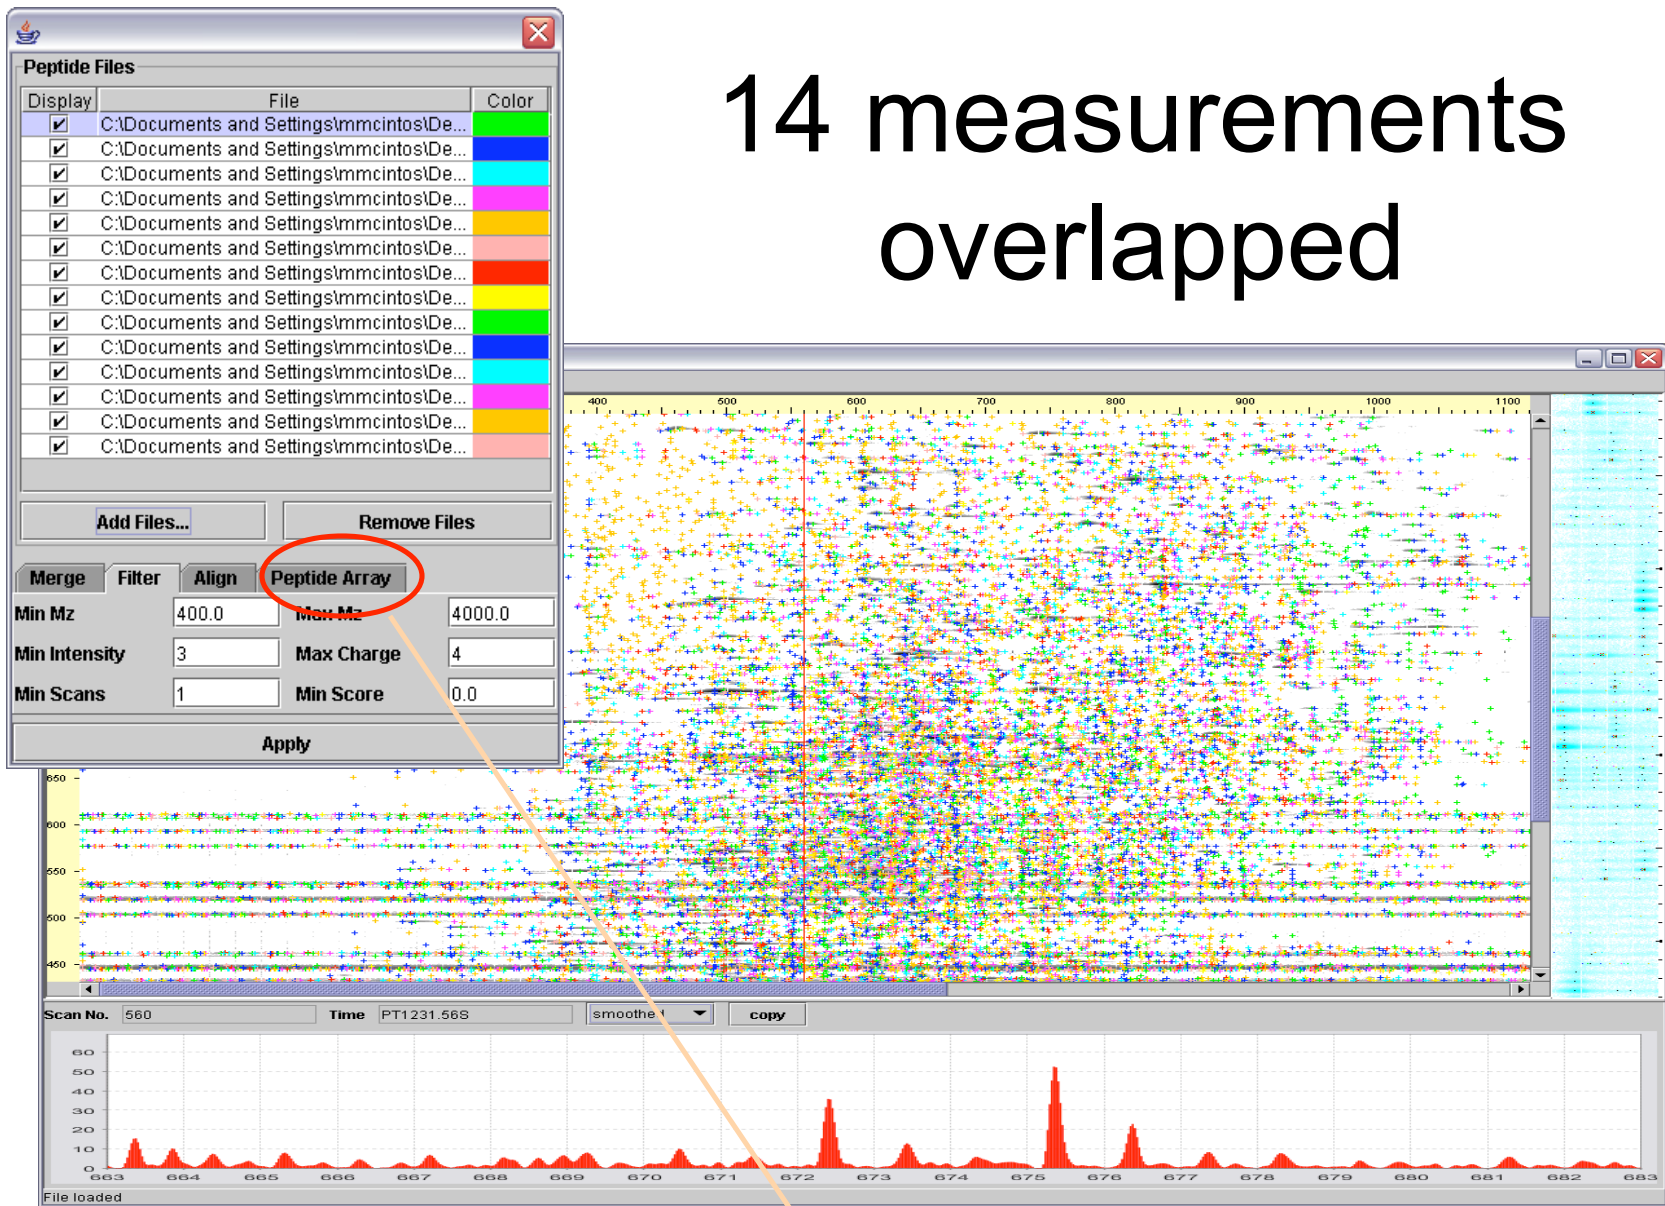 14 measurements
overlapped
Peptide Files
Display File Color
C:\Documents and Settings\mmcintos\De...
C:\Documents and Settings\mmcintos\De...
C:\Documents and Settings\mmcintos\De...
C:\Documents and Settings\mmcintos\De...
C:\Documents and Settings\mmcintos\De...
C:\Documents and Settings\mmcintos\De...
C:\Documents and Settings\mmcintos\De...
C:\Documents and Settings\mmcintos\De...
C:\Documents and Settings\mmcintos\De...
C:\Documents and Settings\mmcintos\De...
C:\Documents and Settings\mmcintos\De...
C:\Documents and Settings\mmcintos\De...
C:\Documents and Settings\mmcintos\De...
C:\Documents and Settings\mmcintos\De...
Add Files... Remove Files
Merge Filter Align Peptide Array
Min Mz 400.0 Max Mz 4000.0
Min Intensity 3 Max Charge 4
Min Scans 1 Min Score 0.0
Apply
400 500 600 700 800 900 1000 1100
650
600
550
500
450
Scan No. 560 Time PT1231.56S smoothed copy
60
50
40
30
20
10
0
663 664 665 666 667 668 669 670 671 672 673 674 675 676 677 678 679 680 681 682 683
File loaded